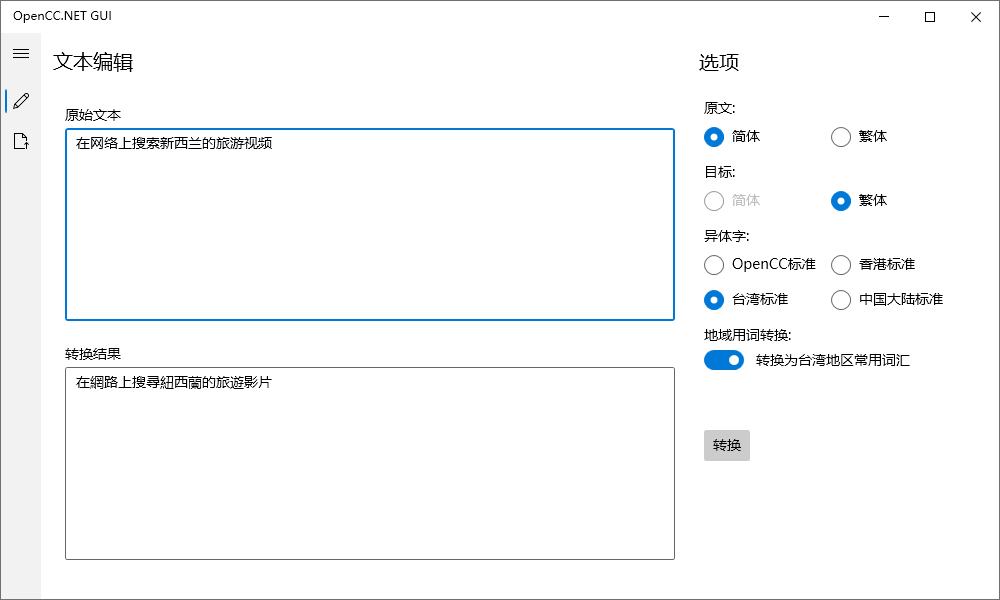 OpenCC.NET GUI
文本编辑
原始文本
在网络上搜索新西兰的旅游视频
转换结果
在網路上搜尋紐西蘭的旅遊影片
选项
原文:
简体 繁体
目标:
简体 繁体
异体字:
OpenCC标准 香港标准
台湾标准 中国大陆标准
地域用词转换:
转换为台湾地区常用词汇
转换